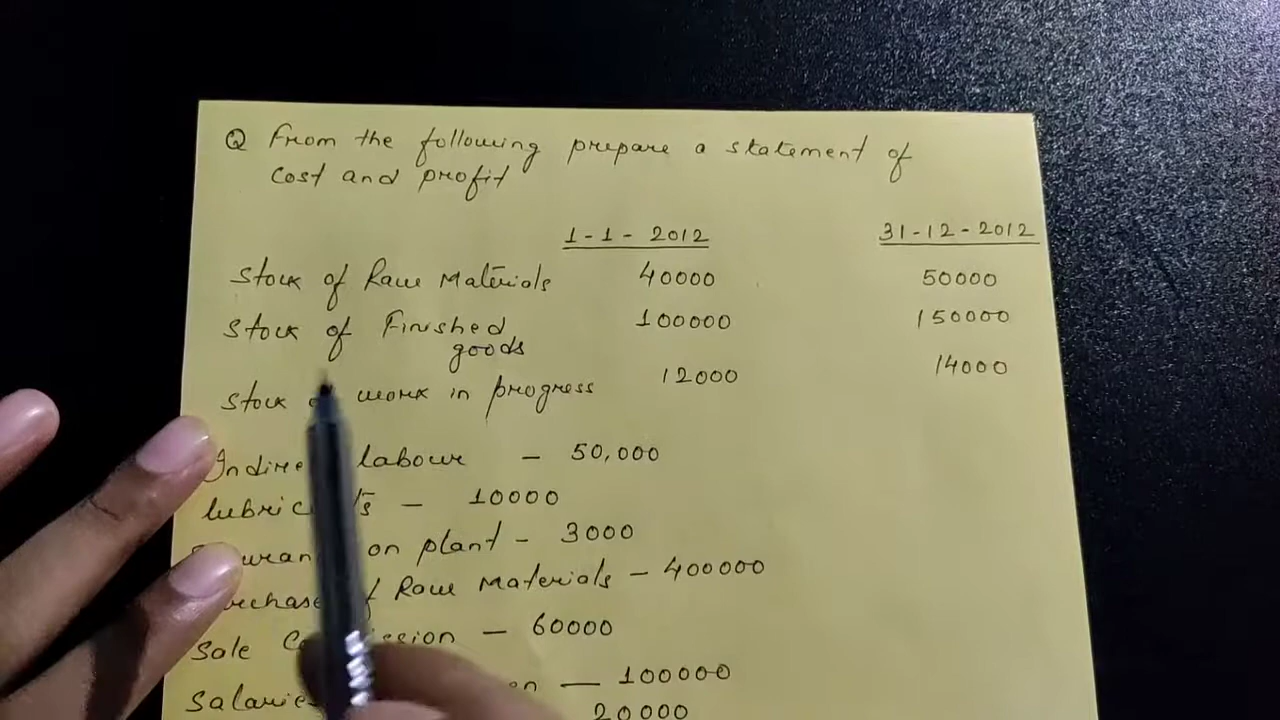 Q From the following prepare a statement of
cost and profit
1-1-2012 31-12-2012
Stock of Raw Materials 40000 50000
Stock of Finished 100000 150000
goods
Stock work in progress 12000 14000
labour - 50,000
- 10000
on plant - 3000
Raw Materials - 400000
Sale - 60000
- 100000
20000